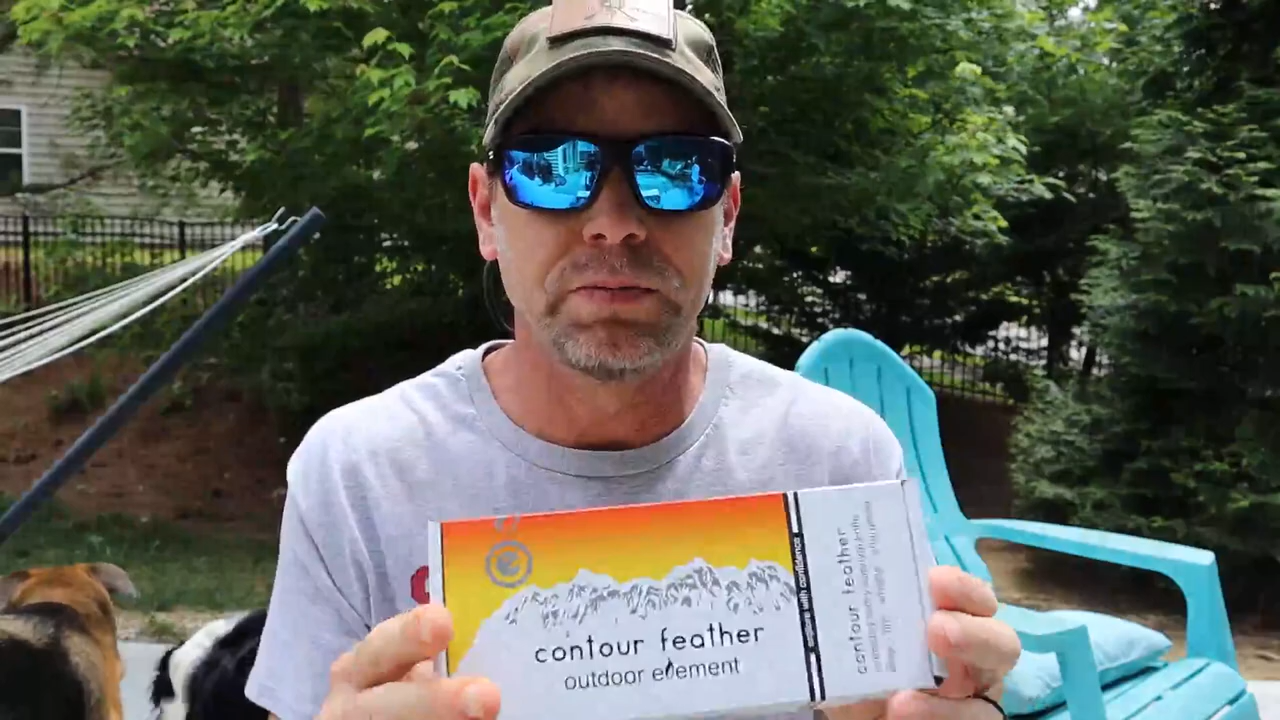 contour feather
outdoor element
explore with confidence
contour feather